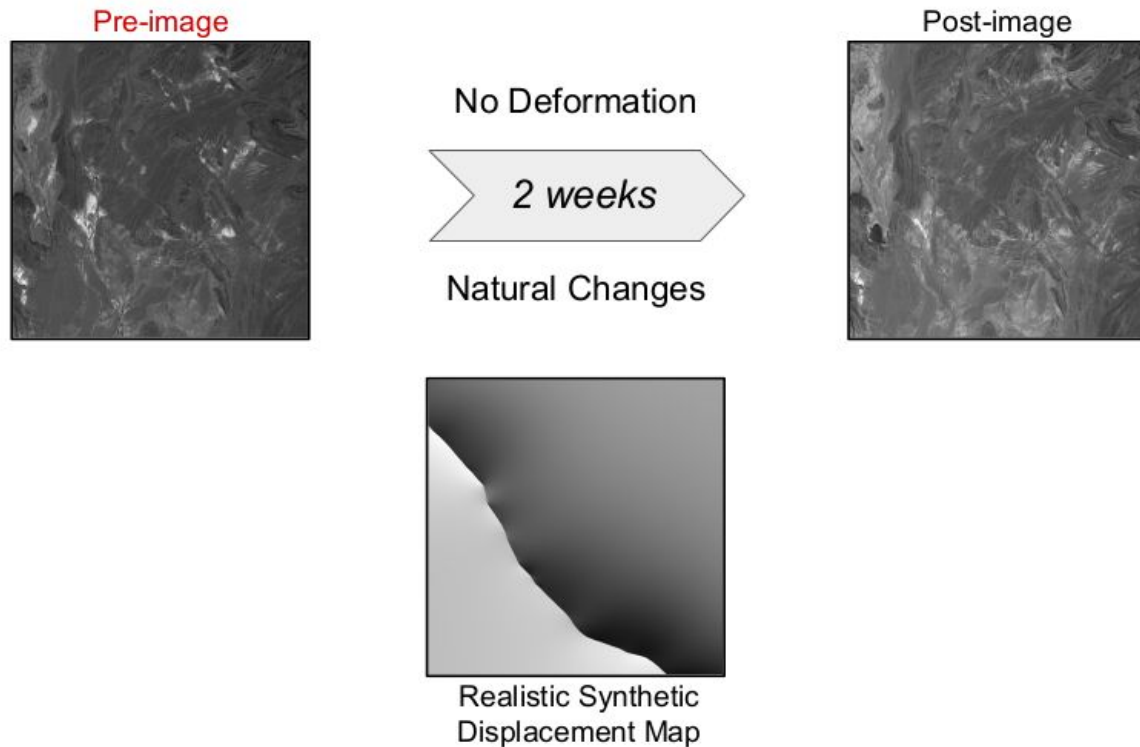 Pre-image
Post-image
No Deformation
2 weeks
Natural Changes
Realistic Synthetic
Displacement Map